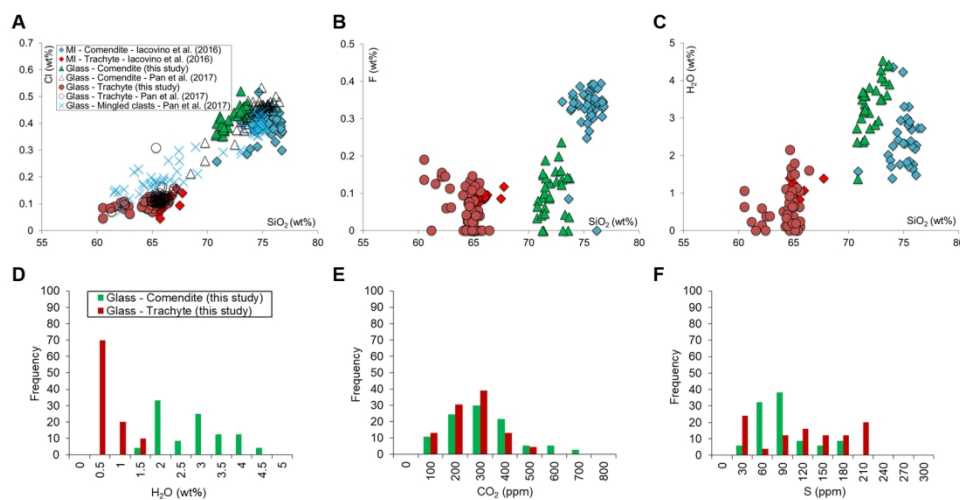 A
Cl (wt%)
0.7
0.6
0.5
0.4
0.3
0.2
0.1
0
MI - Comendite - Iacovino et al. (2016)
MI - Trachyte - Iacovino et al. (2016)
Glass - Comendite (this study)
Glass - Comendite - Pan et al. (2017)
Glass - Trachyte (this study)
Glass - Trachyte - Pan et al. (2017)
Glass - Mingled clasts - Pan et al. (2017)
SiO₂ (wt%)
55 60 65 70 75 80
B
F (wt%)
0.5
0.4
0.3
0.2
0.1
0
SiO₂ (wt%)
55 60 65 70 75 80
C
H₂O (wt%)
5
4
3
2
1
0
SiO₂ (wt%)
55 60 65 70 75 80
D
Frequency
100
90
80
70
60
50
40
30
20
10
0
Glass - Comendite (this study)
Glass - Trachyte (this study)
0 0.5 1 1.5 2 2.5 3 3.5 4 4.5 5
H₂O (wt%)
E
Frequency
100
90
80
70
60
50
40
30
20
10
0
0 100 200 300 400 500 600 700 800
CO₂ (ppm)
F
Frequency
100
90
80
70
60
50
40
30
20
10
0
0 30 60 90 120 150 180 210 240 270 300
S (ppm)